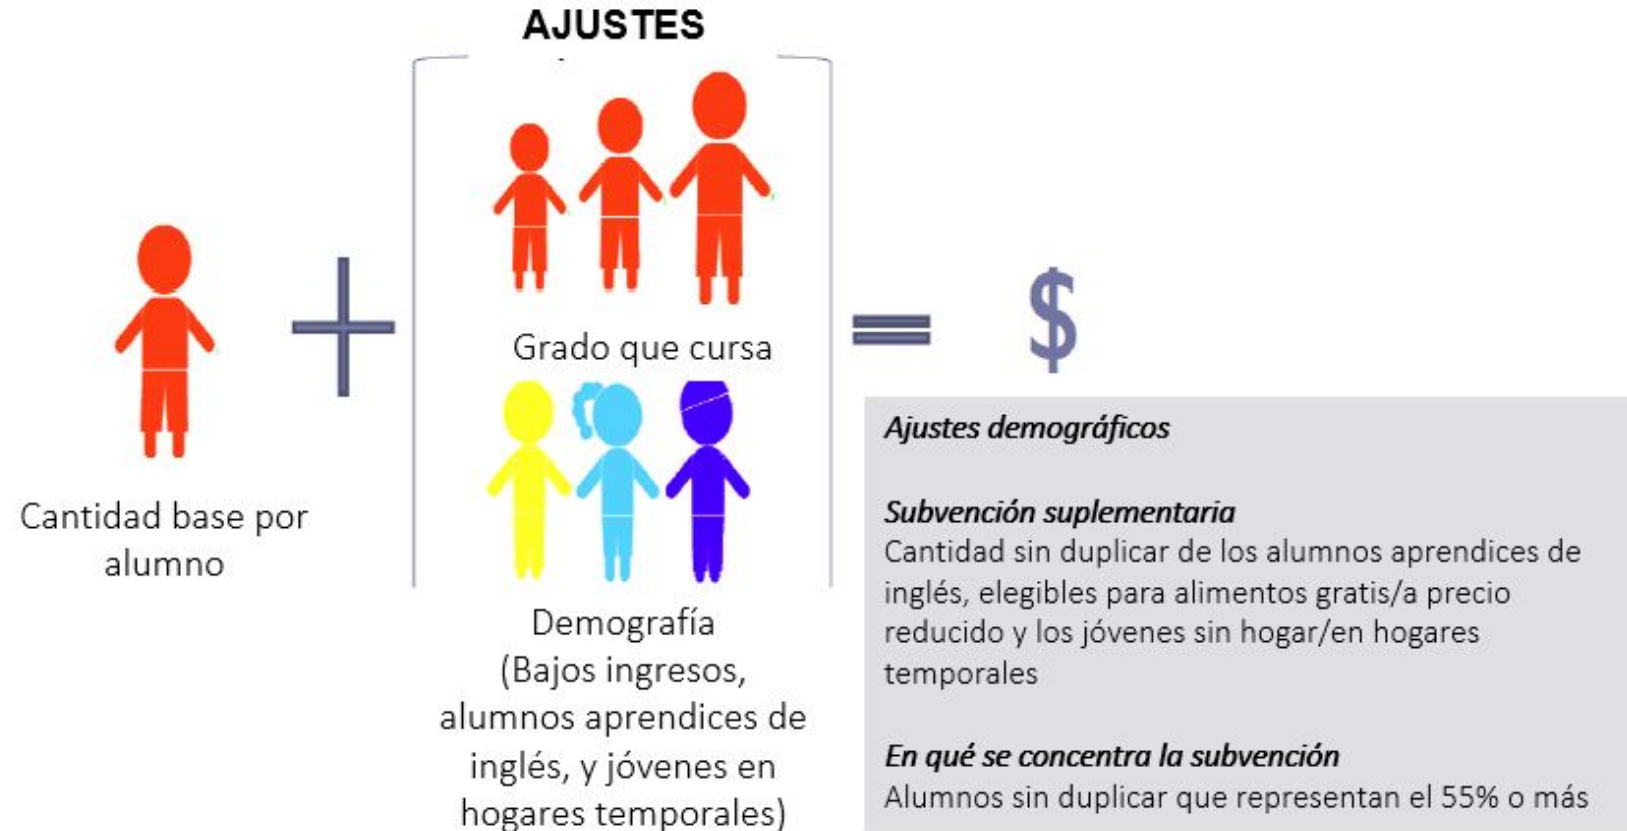 AJUSTES
Cantidad base por
alumno
Grado que cursa
Demografía
(Bajos ingresos,
alumnos aprendices de
inglés, y jóvenes en
hogares temporales)
$
Ajustes demográficos
Subvención suplementaria
Cantidad sin duplicar de los alumnos aprendices de
inglés, elegibles para alimentos gratis/a precio
reducido y los jóvenes sin hogar/en hogares
temporales
En qué se concentra la subvención
Alumnos sin duplicar que representan el 55% o más